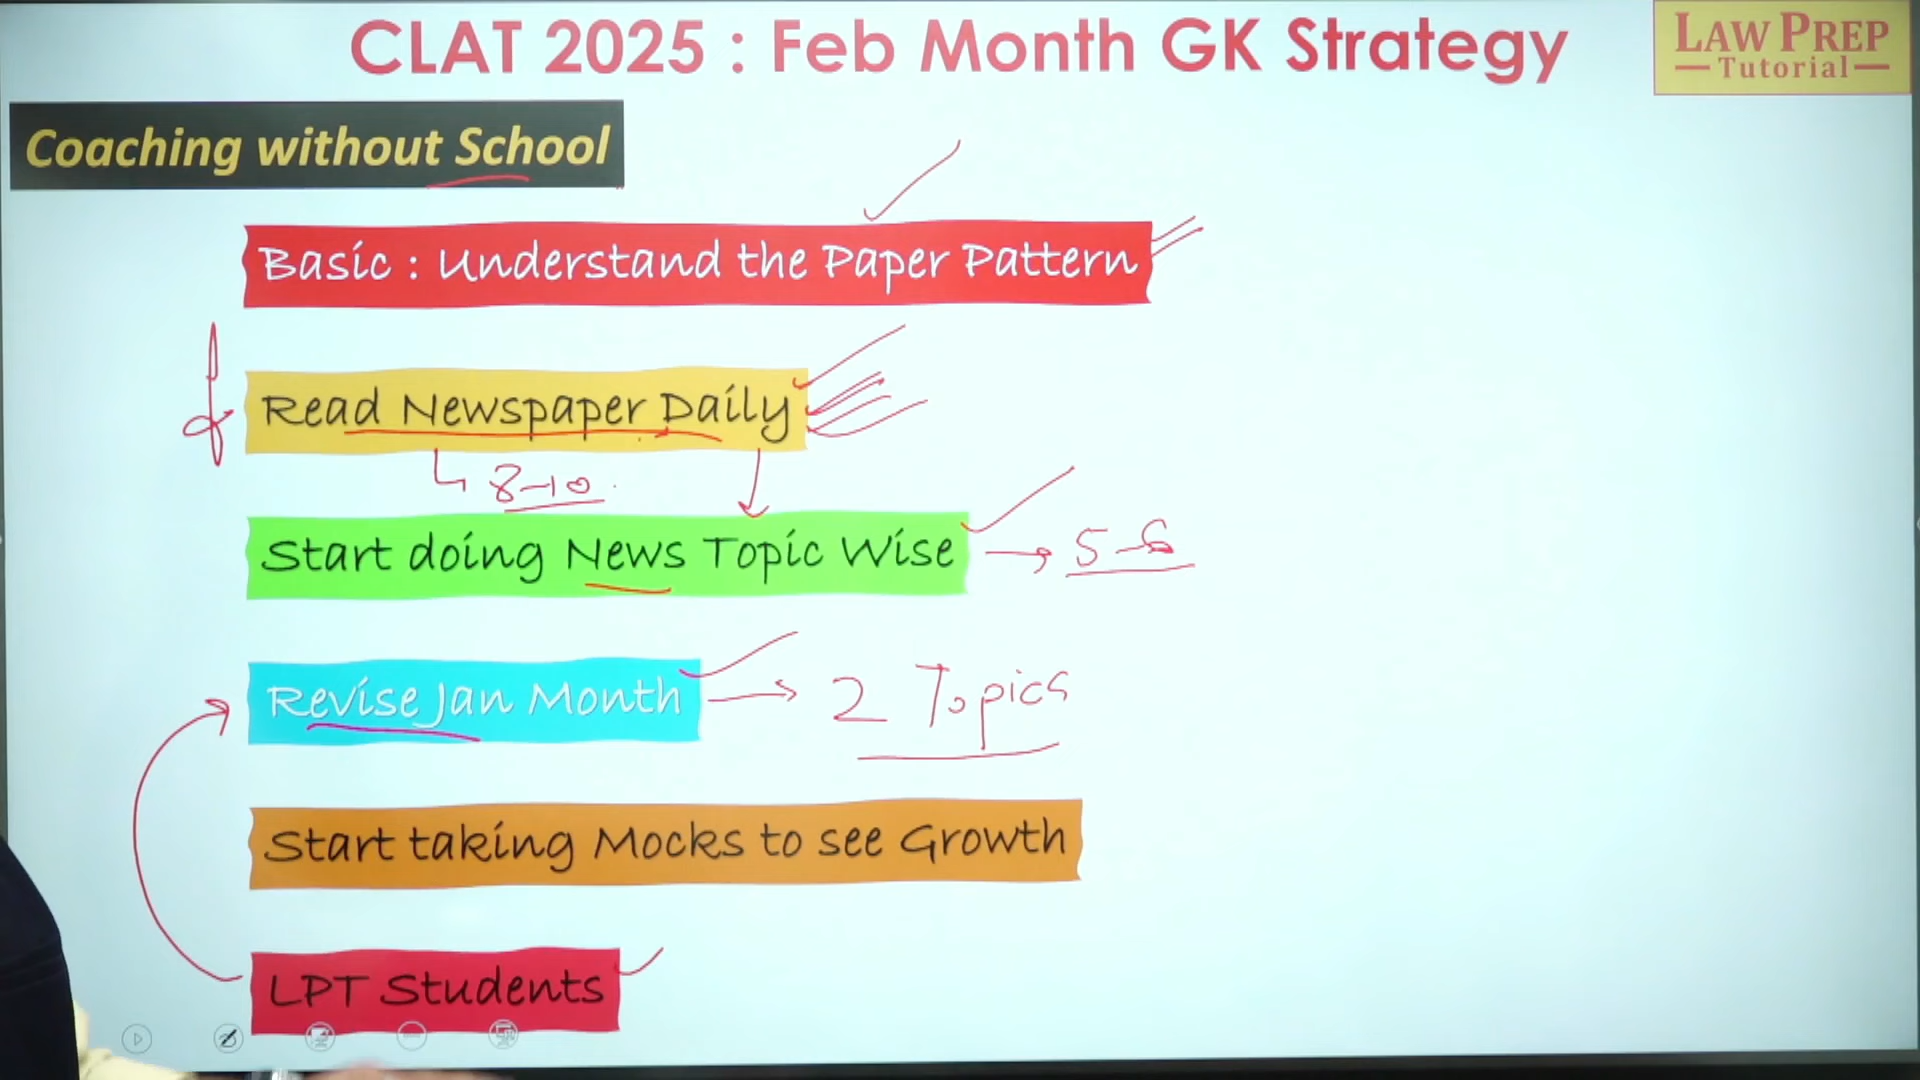 CLAT 2025 : Feb Month GK Strategy
LAW PREP
Tutorial
Coaching without School
Basic : Understand the Paper Pattern
Read Newspaper Daily
8-10
Start doing News Topic Wise
5-6
Revise Jan Month
2 Topics
Start taking Mocks to see Growth
LPT Students